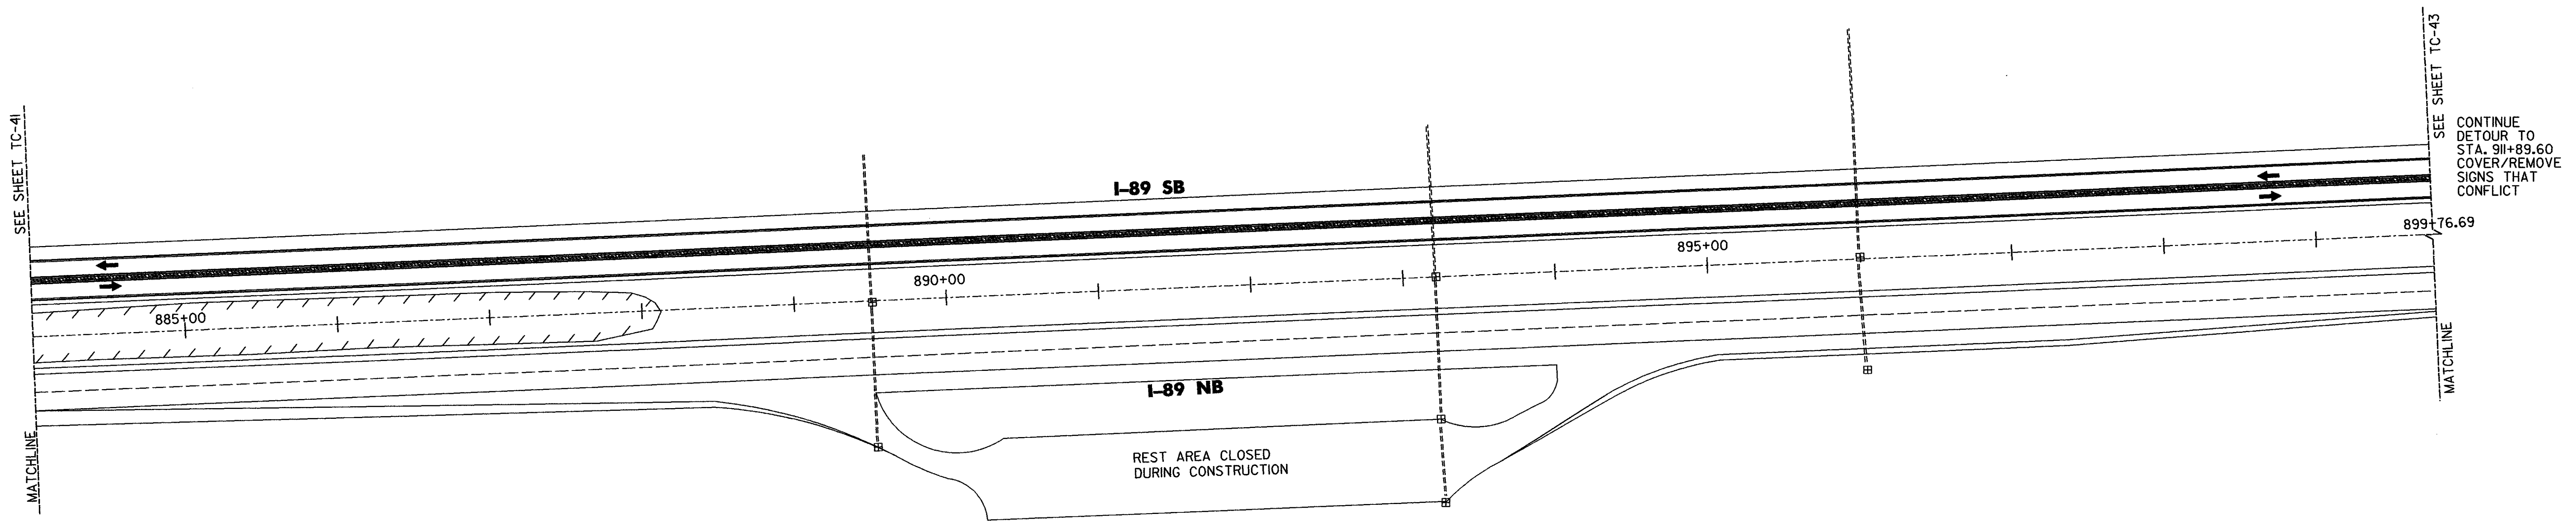 SEE SHEET TC-41
MATCHLINE
885+00
890+00
I-89 SB
I-89 NB
REST AREA CLOSED
DURING CONSTRUCTION
895+00
899+76.69
SEE SHEET TC-43
MATCHLINE
CONTINUE
DETOUR TO
STA. 911+89.60
COVER/REMOVE
SIGNS THAT
CONFLICT